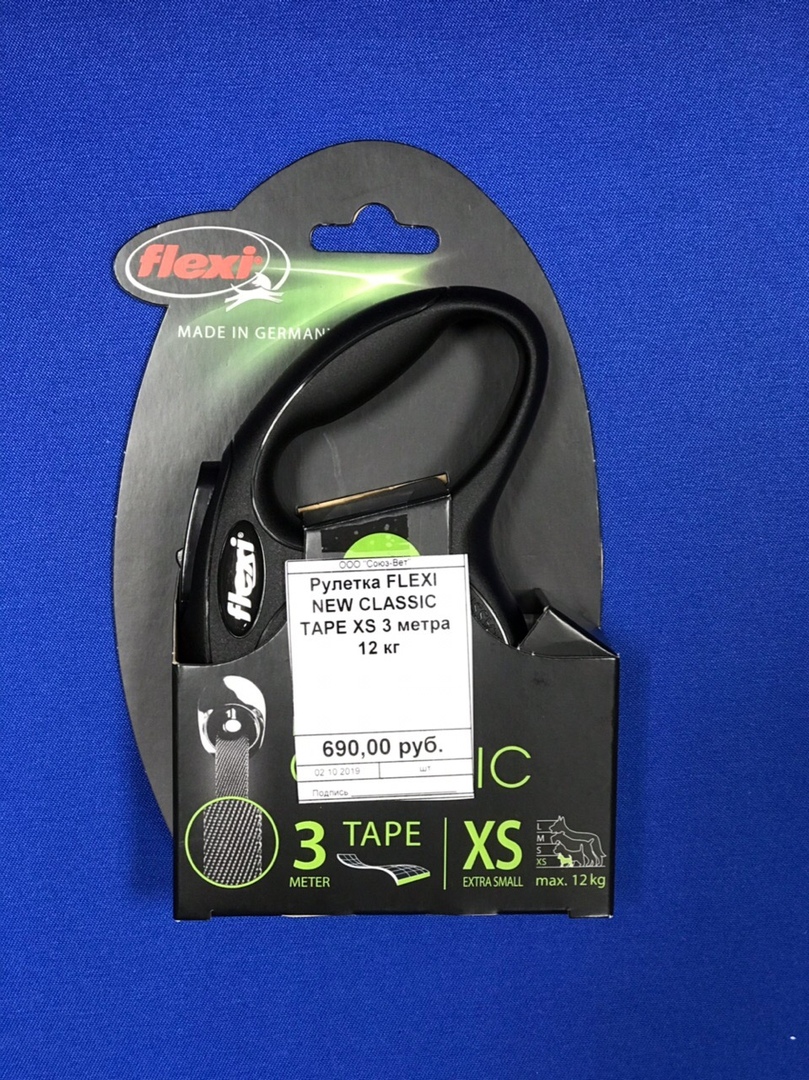 flexi
MADE IN GERMAN
flexi
ООО "Союз-Вет"
Рулетка FLEXI
NEW CLASSIC
TAPE XS 3 метра
12 кг
690,00 руб.
02.10.2019 шт
Подпись
IC
3 METER
TAPE
XS
EXTRA SMALL
L
M
S
XS
max. 12 kg